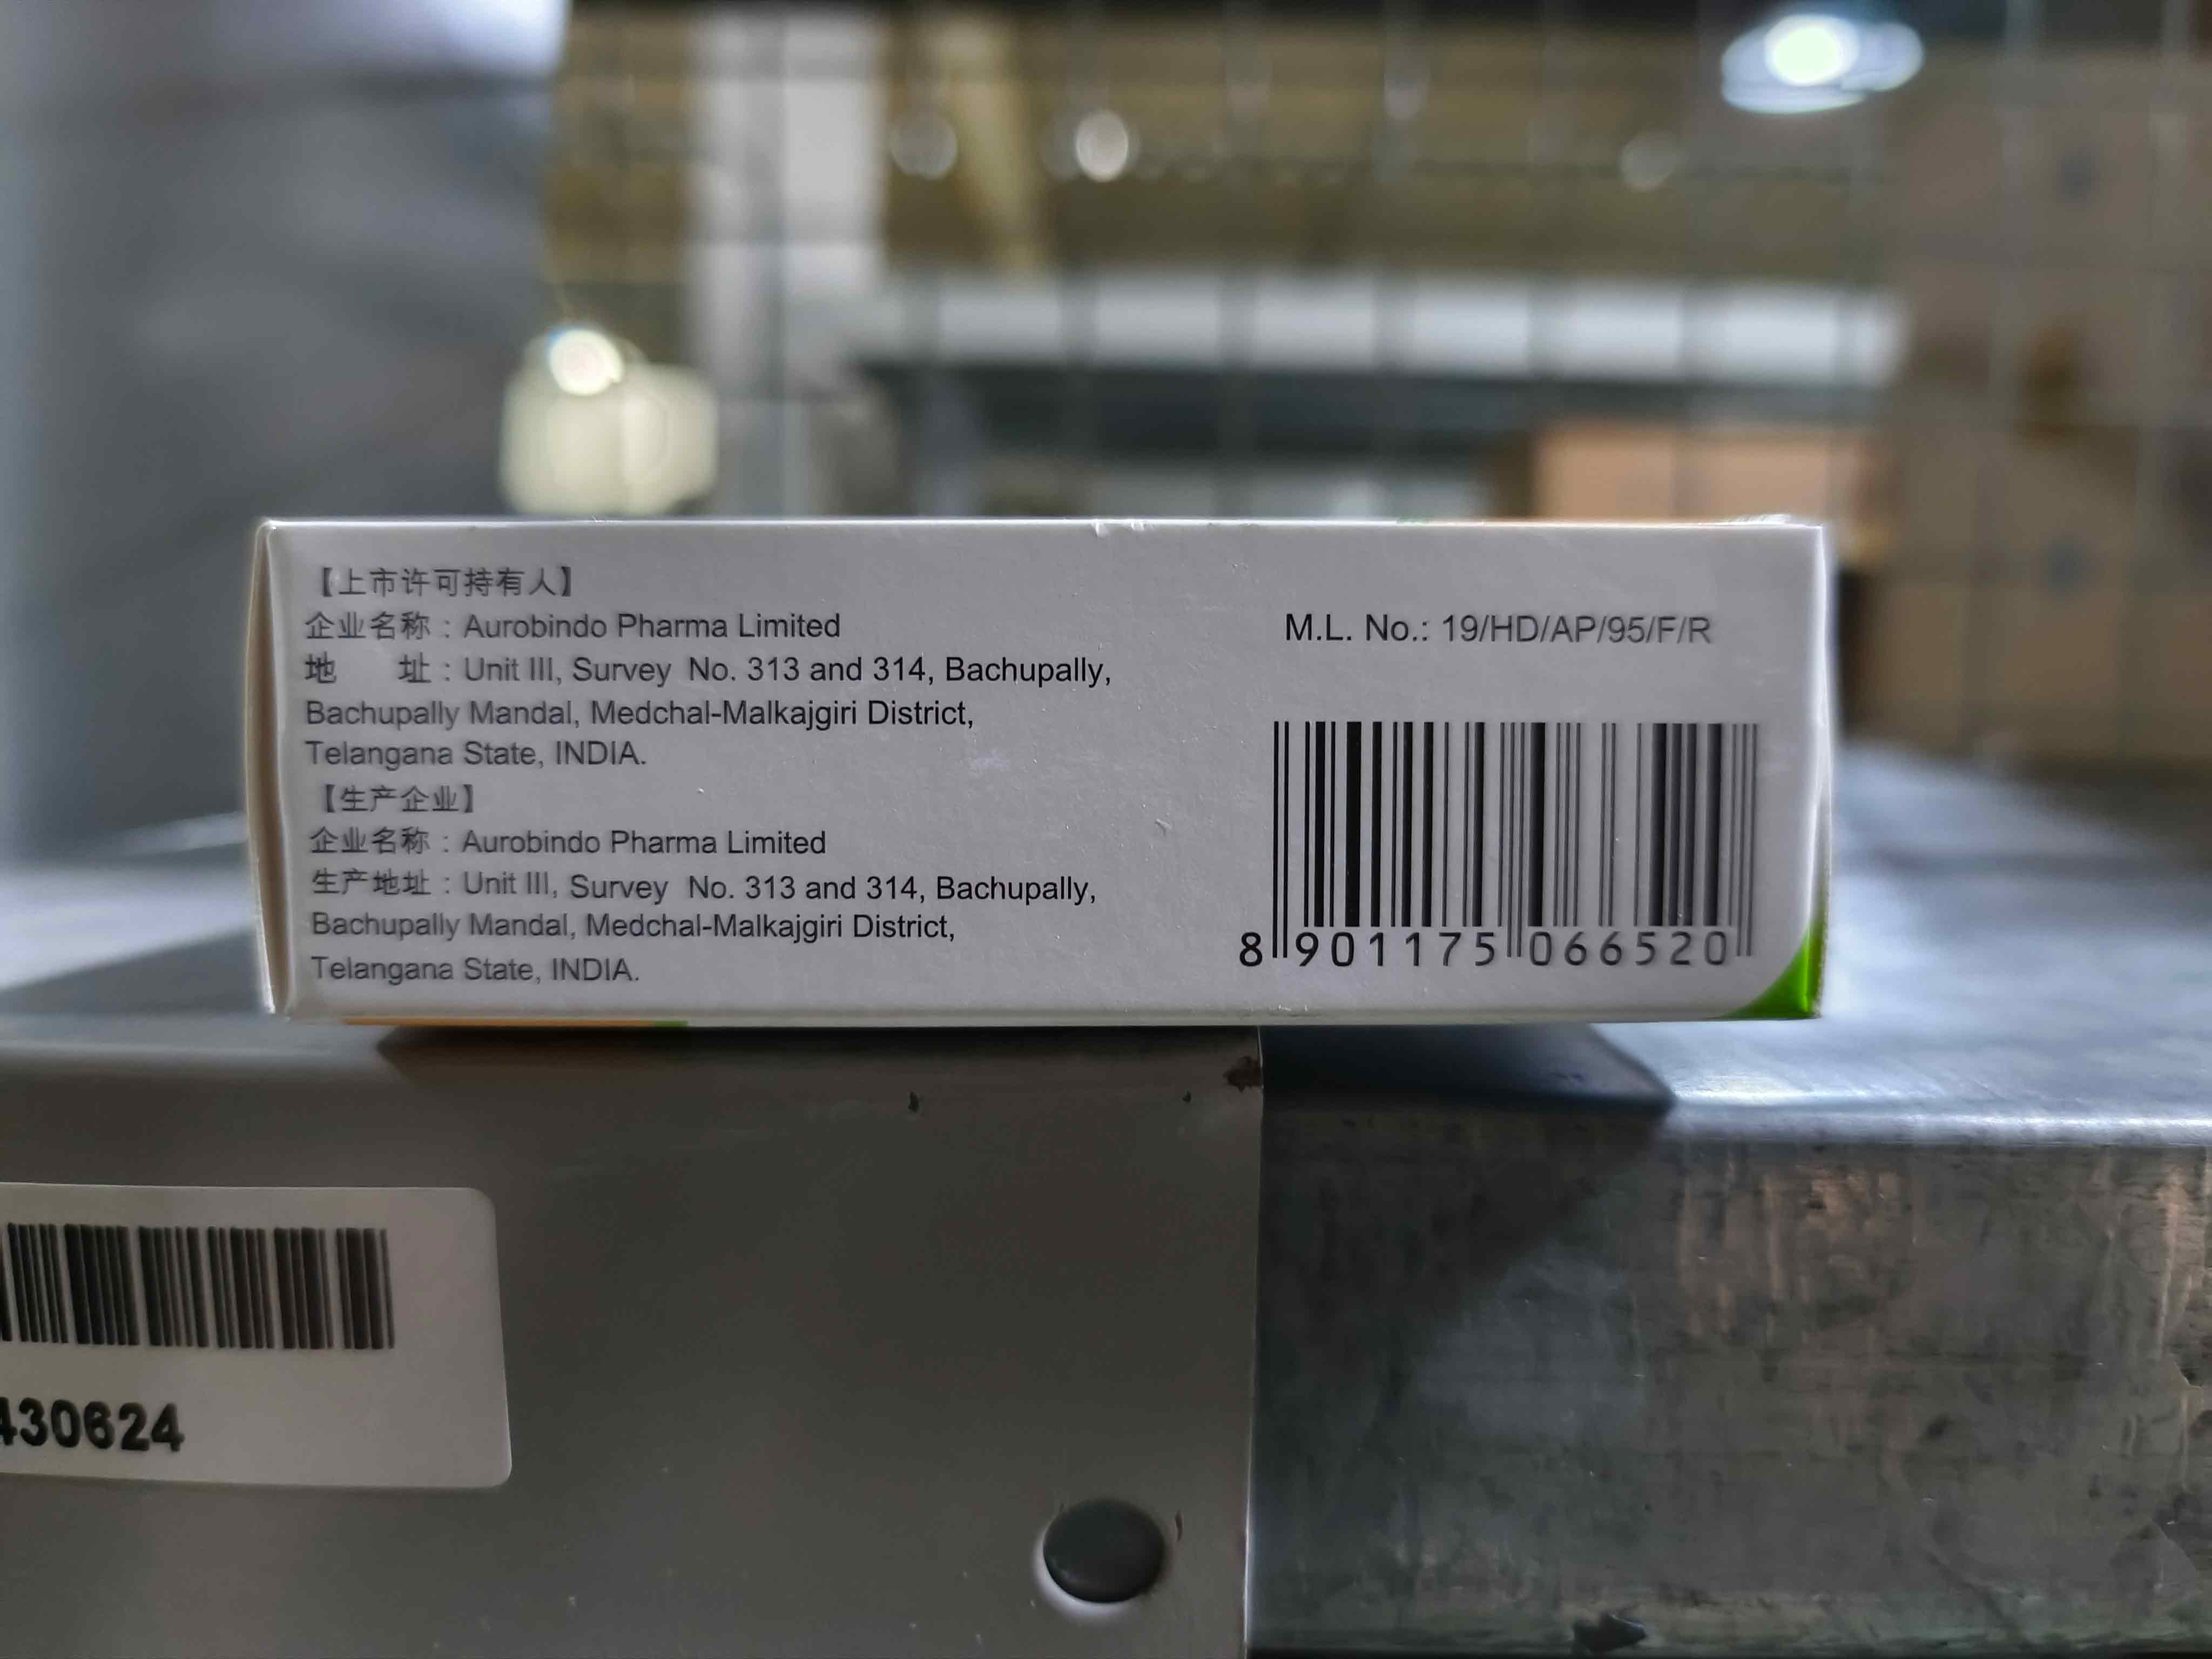 【上市许可持有人】
企业名称：Aurobindo Pharma Limited
地 址：Unit III, Survey No. 313 and 314, Bachupally,
Bachupally Mandal, Medchal-Malkajgiri District,
Telangana State, INDIA.
【生产企业】
企业名称：Aurobindo Pharma Limited
生产地址：Unit III, Survey No. 313 and 314, Bachupally,
Bachupally Mandal, Medchal-Malkajgiri District,
Telangana State, INDIA.
M.L. No.: 19/HD/AP/95/F/R
8 901175 066520
430624